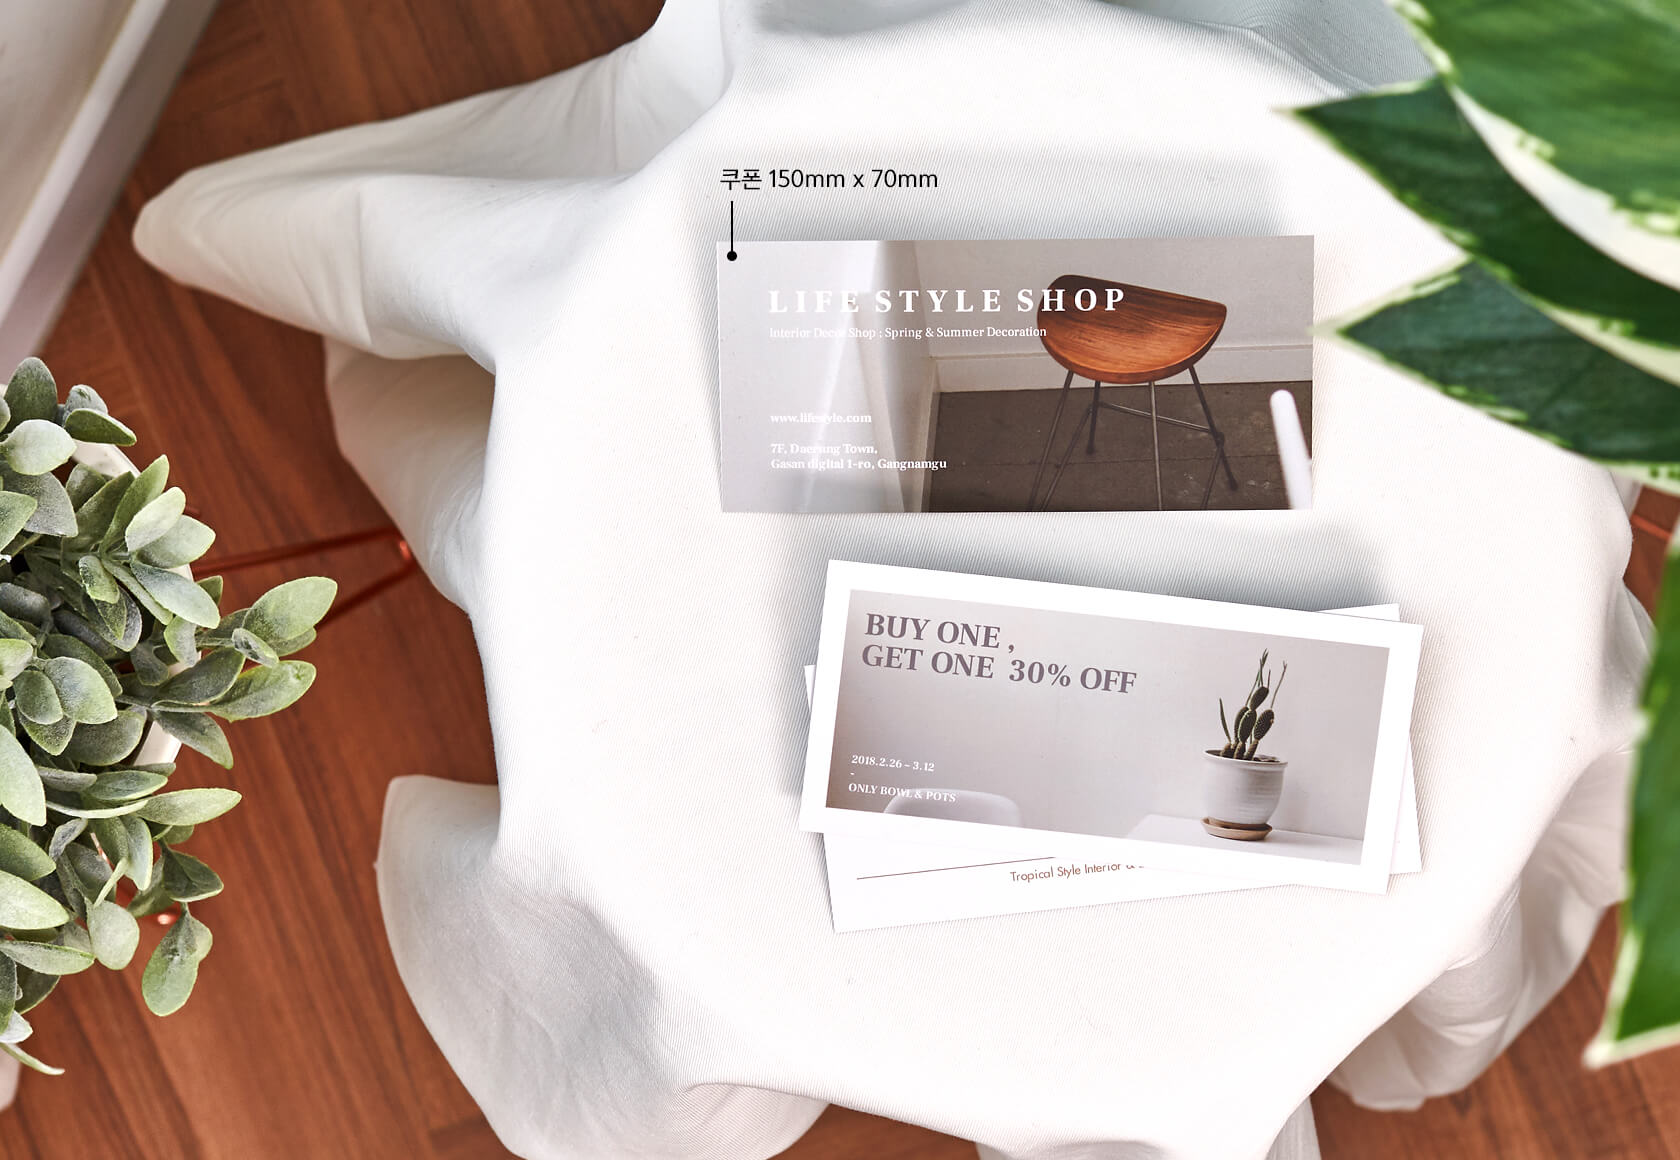 쿠폰 150mm x 70mm
LIFE STYLE SHOP
Interior Decor Shop ; Spring & Summer Decoration
www.lifestyle.com
7F, Daerung Town,
Gasan digital 1-ro, Gangnamgu
BUY ONE ,
GET ONE 30% OFF
2018.2.26 ~ 3.12
-
ONLY BOWL & POTS
Tropical Style Interior &